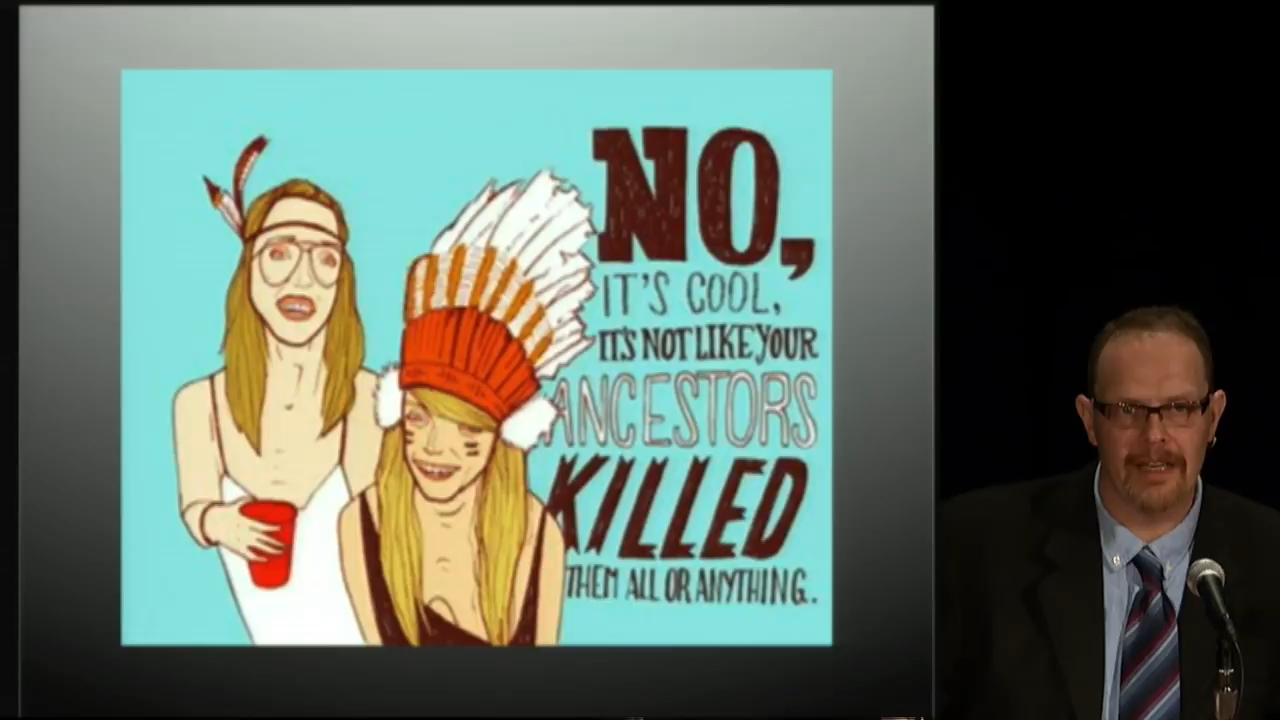 NO,
IT'S COOL,
IT'S NOT LIKE YOUR
ANCESTORS
KILLED
THEM ALL OR ANYTHING.